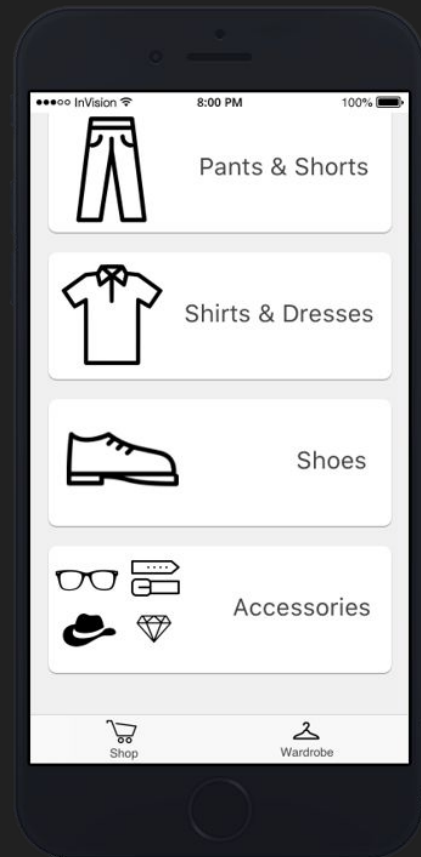 ●●●○○ InVision 8:00 PM 100%
Pants & Shorts
Shirts & Dresses
Shoes
Accessories
Shop Wardrobe